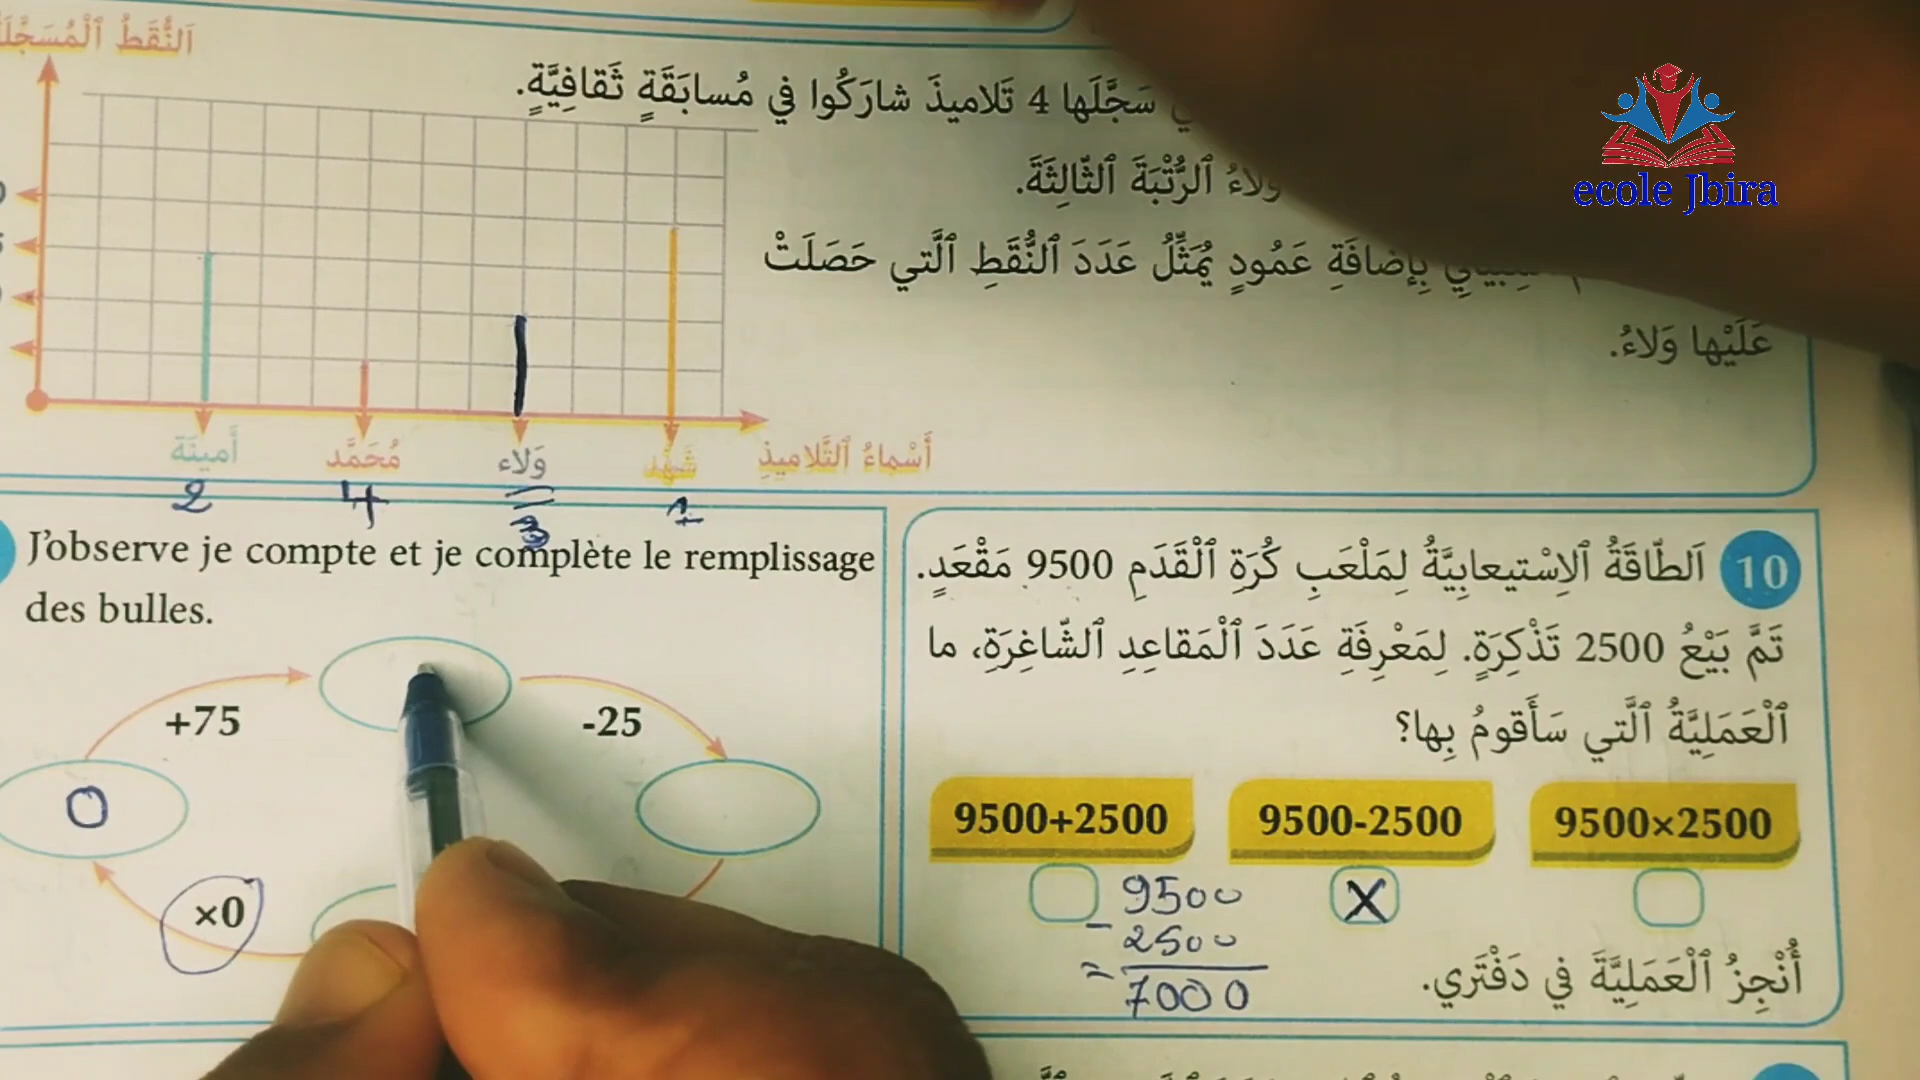 اَلنُّقَطُ ٱلْمُسَجَّلَةُ
سَجَّلَها 4 تَلاميذَ شارَكُوا في مُسابَقَةٍ ثَقافِيَّةٍ.
وَلاءُ ٱلرُّتْبَةَ ٱلثّالِثَةَ.
بِإِضافَةِ عَمُودٍ يُمَثِّلُ عَدَدَ ٱلنُّقَطِ ٱلَّتي حَصَلَتْ
عَلَيْها وَلاءُ.
ecole Jbira
أَمينَة
مُحَمَّد
وَلاء
شَهْد
أَسْماءُ ٱلتَّلاميذِ
2
4
3
1
J'observe je compte et je complète le remplissage
des bulles.
+75
-25
0
×0
10 اَلطّاقَةُ ٱلِاسْتيعابِيَّةُ لِمَلْعَبِ كُرَةِ ٱلْقَدَمِ 9500 مَقْعَدٍ.
تَمَّ بَيْعُ 2500 تَذْكِرَةٍ. لِمَعْرِفَةِ عَدَدَ ٱلْمَقاعِدِ ٱلشّاغِرَةِ، ما
ٱلْعَمَلِيَّةُ ٱلَّتي سَأَقومُ بِها؟
9500+2500
9500-2500
9500×2500
X
9500
- 2500
= 7000
أُنْجِزُ ٱلْعَمَلِيَّةَ في دَفْتَري.